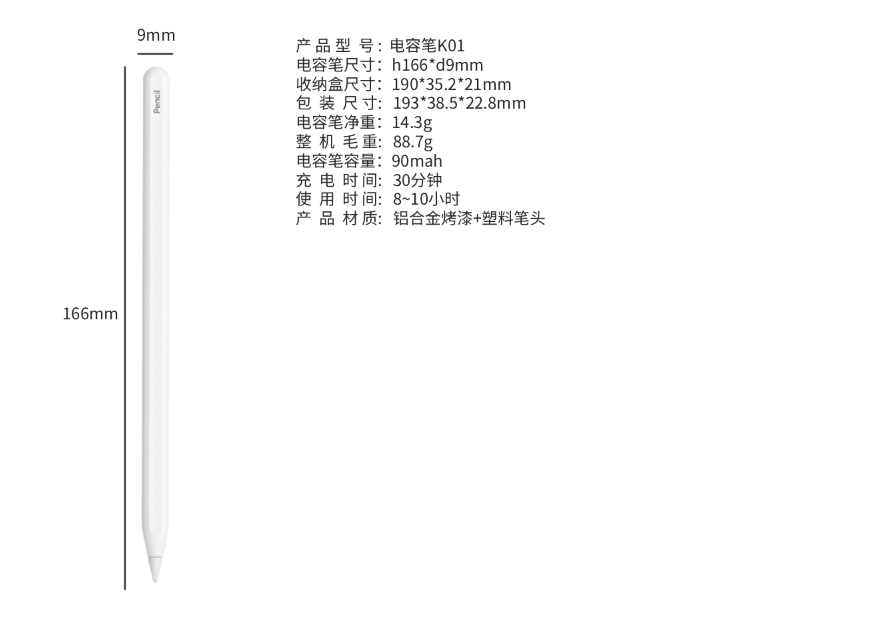 9mm
Pencil
166mm
产品型 号: 电容笔K01
电容笔尺寸: h166*d9mm
收纳盒尺寸: 190*35.2*21mm
包 装 尺 寸: 193*38.5*22.8mm
电容笔净重: 14.3g
整 机 毛 重: 88.7g
电容笔容量: 90mah
充 电 时 间: 30分钟
使 用 时 间: 8~10小时
产 品 材 质: 铝合金烤漆+塑料笔头